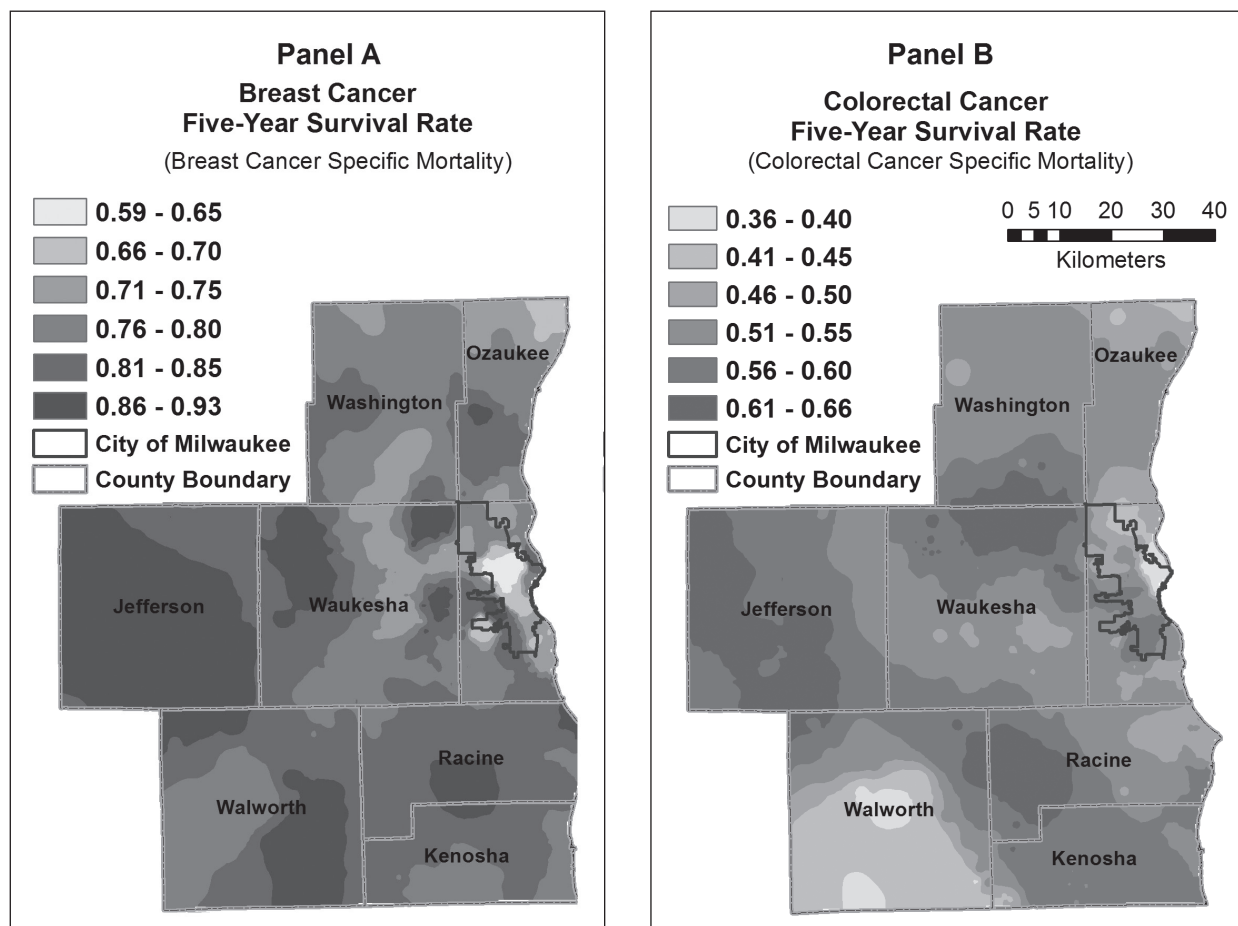 Panel A
Breast Cancer
Five-Year Survival Rate
(Breast Cancer Specific Mortality)
0.59 - 0.65
0.66 - 0.70
0.71 - 0.75
0.76 - 0.80
0.81 - 0.85
0.86 - 0.93
City of Milwaukee
County Boundary
Ozaukee
Washington
Jefferson
Waukesha
Racine
Walworth
Kenosha
Panel B
Colorectal Cancer
Five-Year Survival Rate
(Colorectal Cancer Specific Mortality)
0.36 - 0.40
0.41 - 0.45
0.46 - 0.50
0.51 - 0.55
0.56 - 0.60
0.61 - 0.66
City of Milwaukee
County Boundary
0 5 10 20 30 40
Kilometers
Ozaukee
Washington
Jefferson
Waukesha
Racine
Walworth
Kenosha